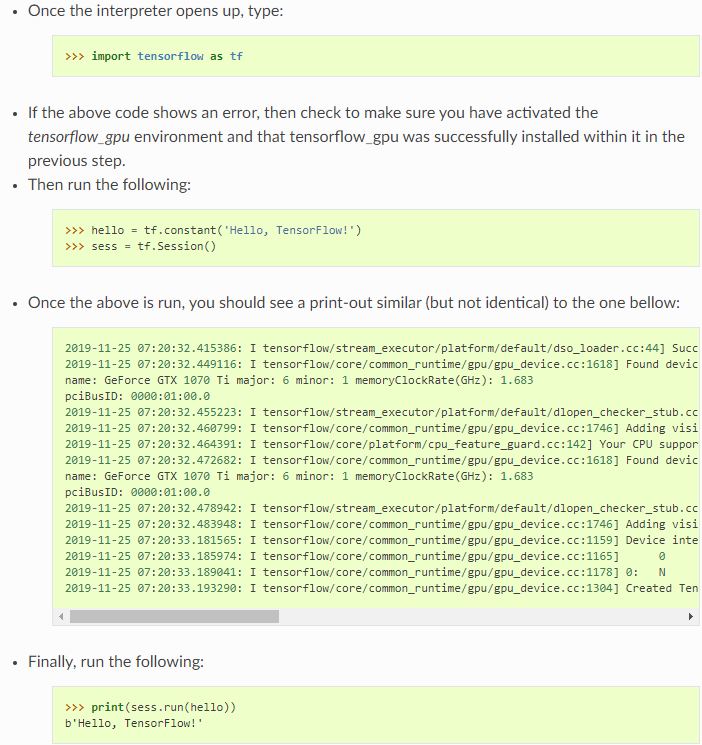 Once the interpreter opens up, type:
>>> import tensorflow as tf
If the above code shows an error, then check to make sure you have activated the
tensorflow_gpu environment and that tensorflow_gpu was successfully installed within it in the
previous step.
Then run the following:
>>> hello = tf.constant('Hello, TensorFlow!')
>>> sess = tf.Session()
Once the above is run, you should see a print-out similar (but not identical) to the one bellow:
2019-11-25 07:20:32.415386: I tensorflow/stream_executor/platform/default/dso_loader.cc:44] Succ
2019-11-25 07:20:32.449116: I tensorflow/core/common_runtime/gpu/gpu_device.cc:1618] Found devic
name: GeForce GTX 1070 Ti major: 6 minor: 1 memoryClockRate(GHz): 1.683
pciBusID: 0000:01:00.0
2019-11-25 07:20:32.455223: I tensorflow/stream_executor/platform/default/dlopen_checker_stub.cc
2019-11-25 07:20:32.460799: I tensorflow/core/common_runtime/gpu/gpu_device.cc:1746] Adding visi
2019-11-25 07:20:32.464391: I tensorflow/core/platform/cpu_feature_guard.cc:142] Your CPU suppor
2019-11-25 07:20:32.472682: I tensorflow/core/common_runtime/gpu/gpu_device.cc:1618] Found devic
name: GeForce GTX 1070 Ti major: 6 minor: 1 memoryClockRate(GHz): 1.683
pciBusID: 0000:01:00.0
2019-11-25 07:20:32.478942: I tensorflow/stream_executor/platform/default/dlopen_checker_stub.cc
2019-11-25 07:20:32.483948: I tensorflow/core/common_runtime/gpu/gpu_device.cc:1746] Adding visi
2019-11-25 07:20:33.181565: I tensorflow/core/common_runtime/gpu/gpu_device.cc:1159] Device inte
2019-11-25 07:20:33.185974: I tensorflow/core/common_runtime/gpu/gpu_device.cc:1165]      0
2019-11-25 07:20:33.189041: I tensorflow/core/common_runtime/gpu/gpu_device.cc:1178] 0:   N
2019-11-25 07:20:33.193290: I tensorflow/core/common_runtime/gpu/gpu_device.cc:1304] Created Ten
Finally, run the following:
>>> print(sess.run(hello))
b'Hello, TensorFlow!'